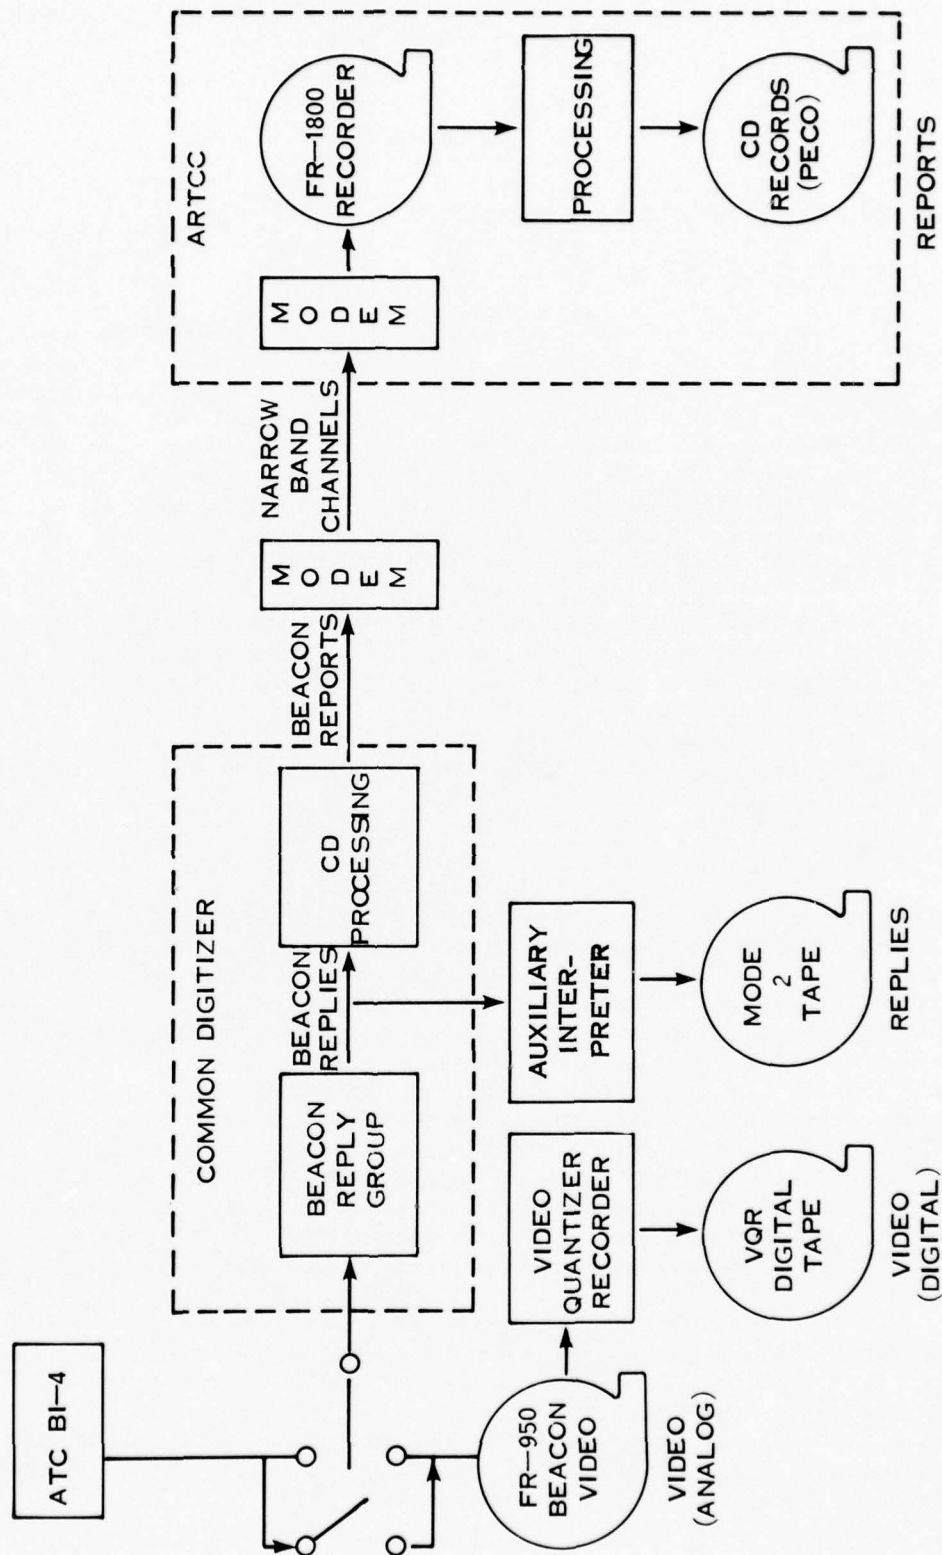 ATC BI—4
COMMON DIGITIZER
BEACON
REPLY
GROUP
BEACON
REPLIES
CD
PROCESSING
BEACON
REPORTS
M
O
D
E
M
NARRCW
BAND
CHANNELS
ARTCC
M
O
D
E
M
FR—1800
RECORDER
PROCESSING
CD
RECORDS
(PECO)
REPORTS
FR—950
BEACON
VIDEO
VIDEO
(ANALOG)
VIDEO
QUANTIZER
RECORDER
VQR
DIGITAL
TAPE
VIDEO
(DIGITAL)
AUXILIARY
INTER-
PRETER
MODE
2
TAPE
REPLIES